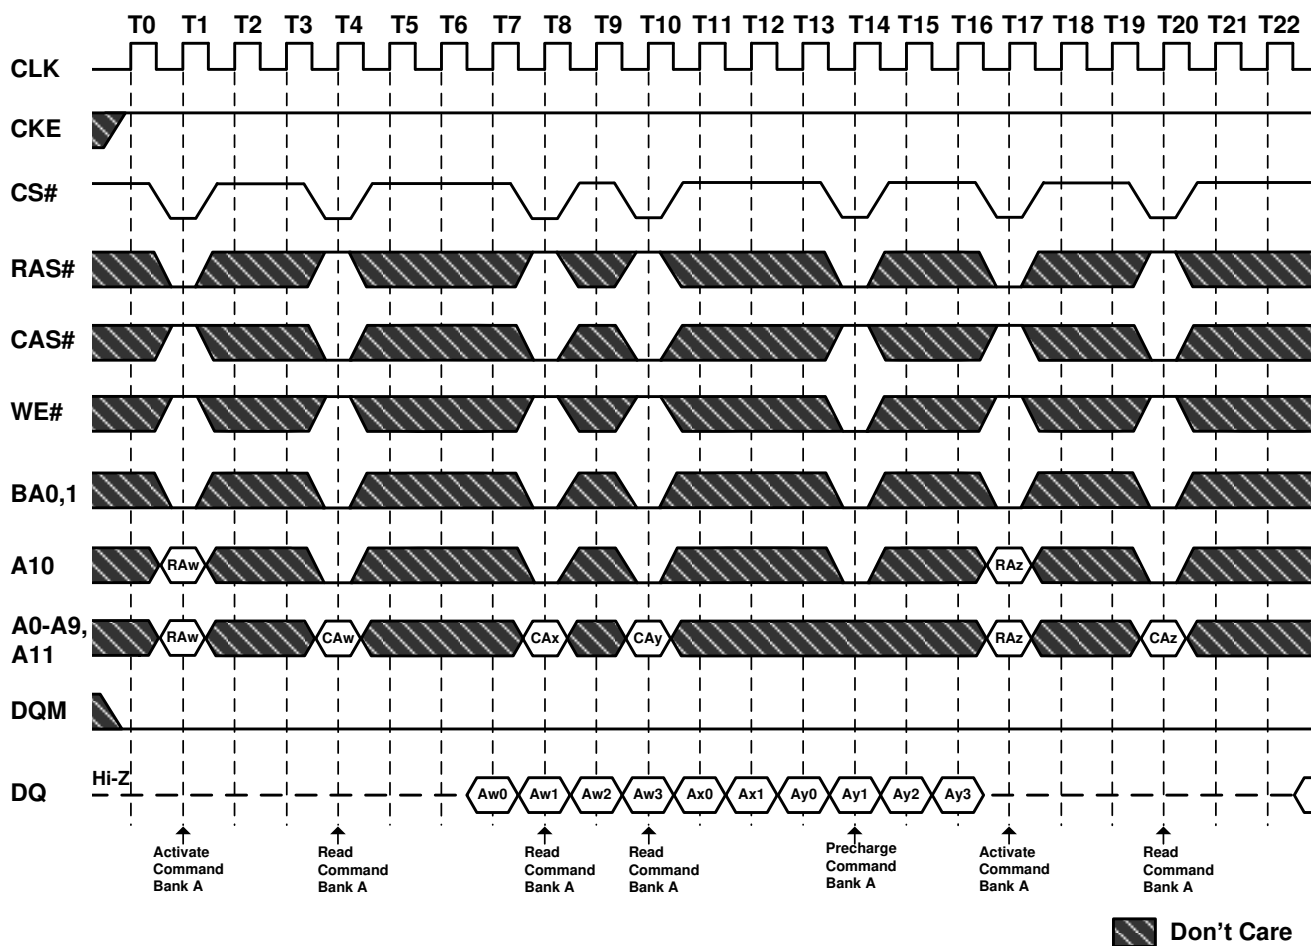 T0 T1 T2 T3 T4 T5 T6 T7 T8 T9 T10 T11 T12 T13 T14 T15 T16 T17 T18 T19 T20 T21 T22
CLK
CKE
CS#
RAS#
CAS#
WE#
BA0,1
A10 RAw RAz
A0-A9,
A11 RAw CAw CAx CAy RAz CAz
DQM
Hi-Z
DQ Aw0 Aw1 Aw2 Aw3 Ax0 Ax1 Ay0 Ay1 Ay2 Ay3
Activate
Command
Bank A
Read
Command
Bank A
Read
Command
Bank A
Read
Command
Bank A
Precharge
Command
Bank A
Activate
Command
Bank A
Read
Command
Bank A
Don't Care